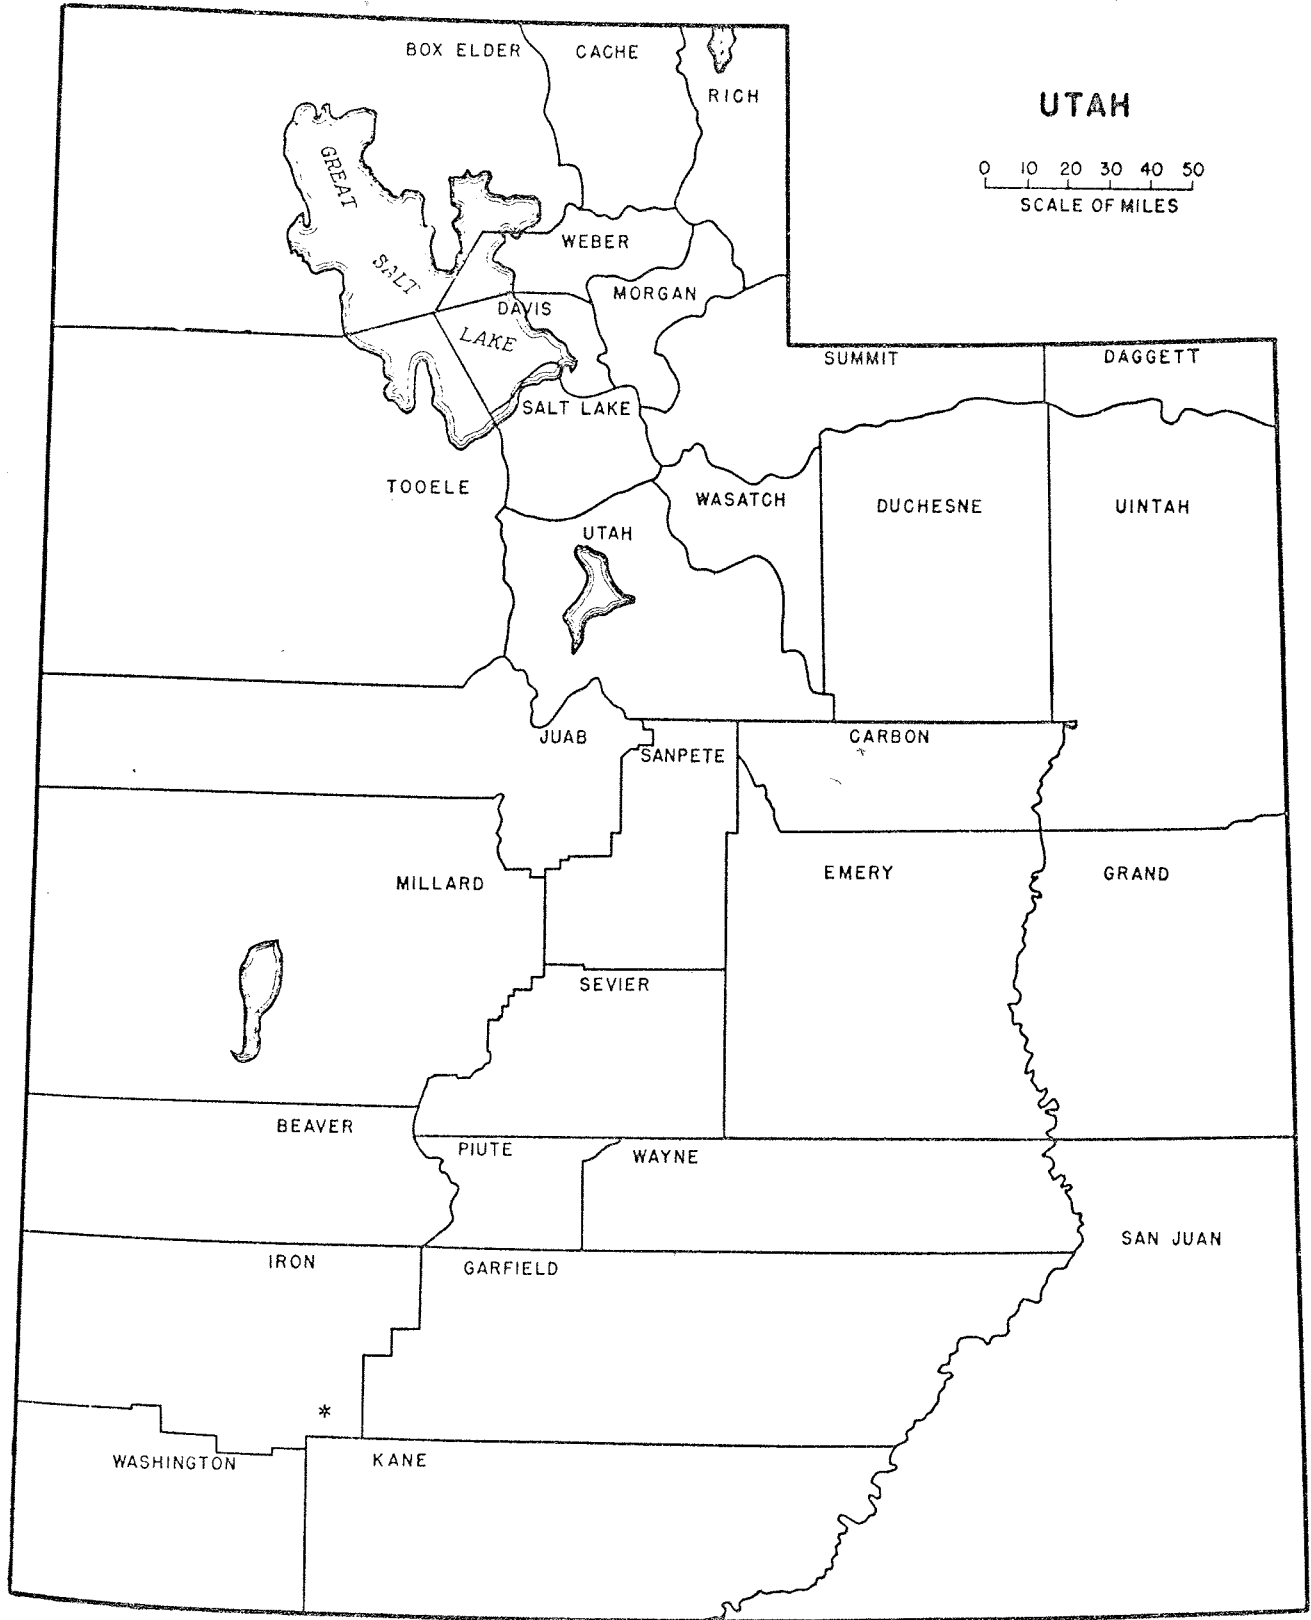 BOX ELDER
CACHE
RICH
UTAH
0 10 20 30 40 50
SCALE OF MILES
GREAT
SALT
LAKE
WEBER
MORGAN
DAVIS
SUMMIT
DAGGETT
SALT LAKE
TOOELE
WASATCH
DUCHESNE
UINTAH
UTAH
JUAB
SANPETE
CARBON
MILLARD
EMERY
GRAND
SEVIER
BEAVER
PIUTE
WAYNE
SAN JUAN
IRON
GARFIELD
*
WASHINGTON
KANE